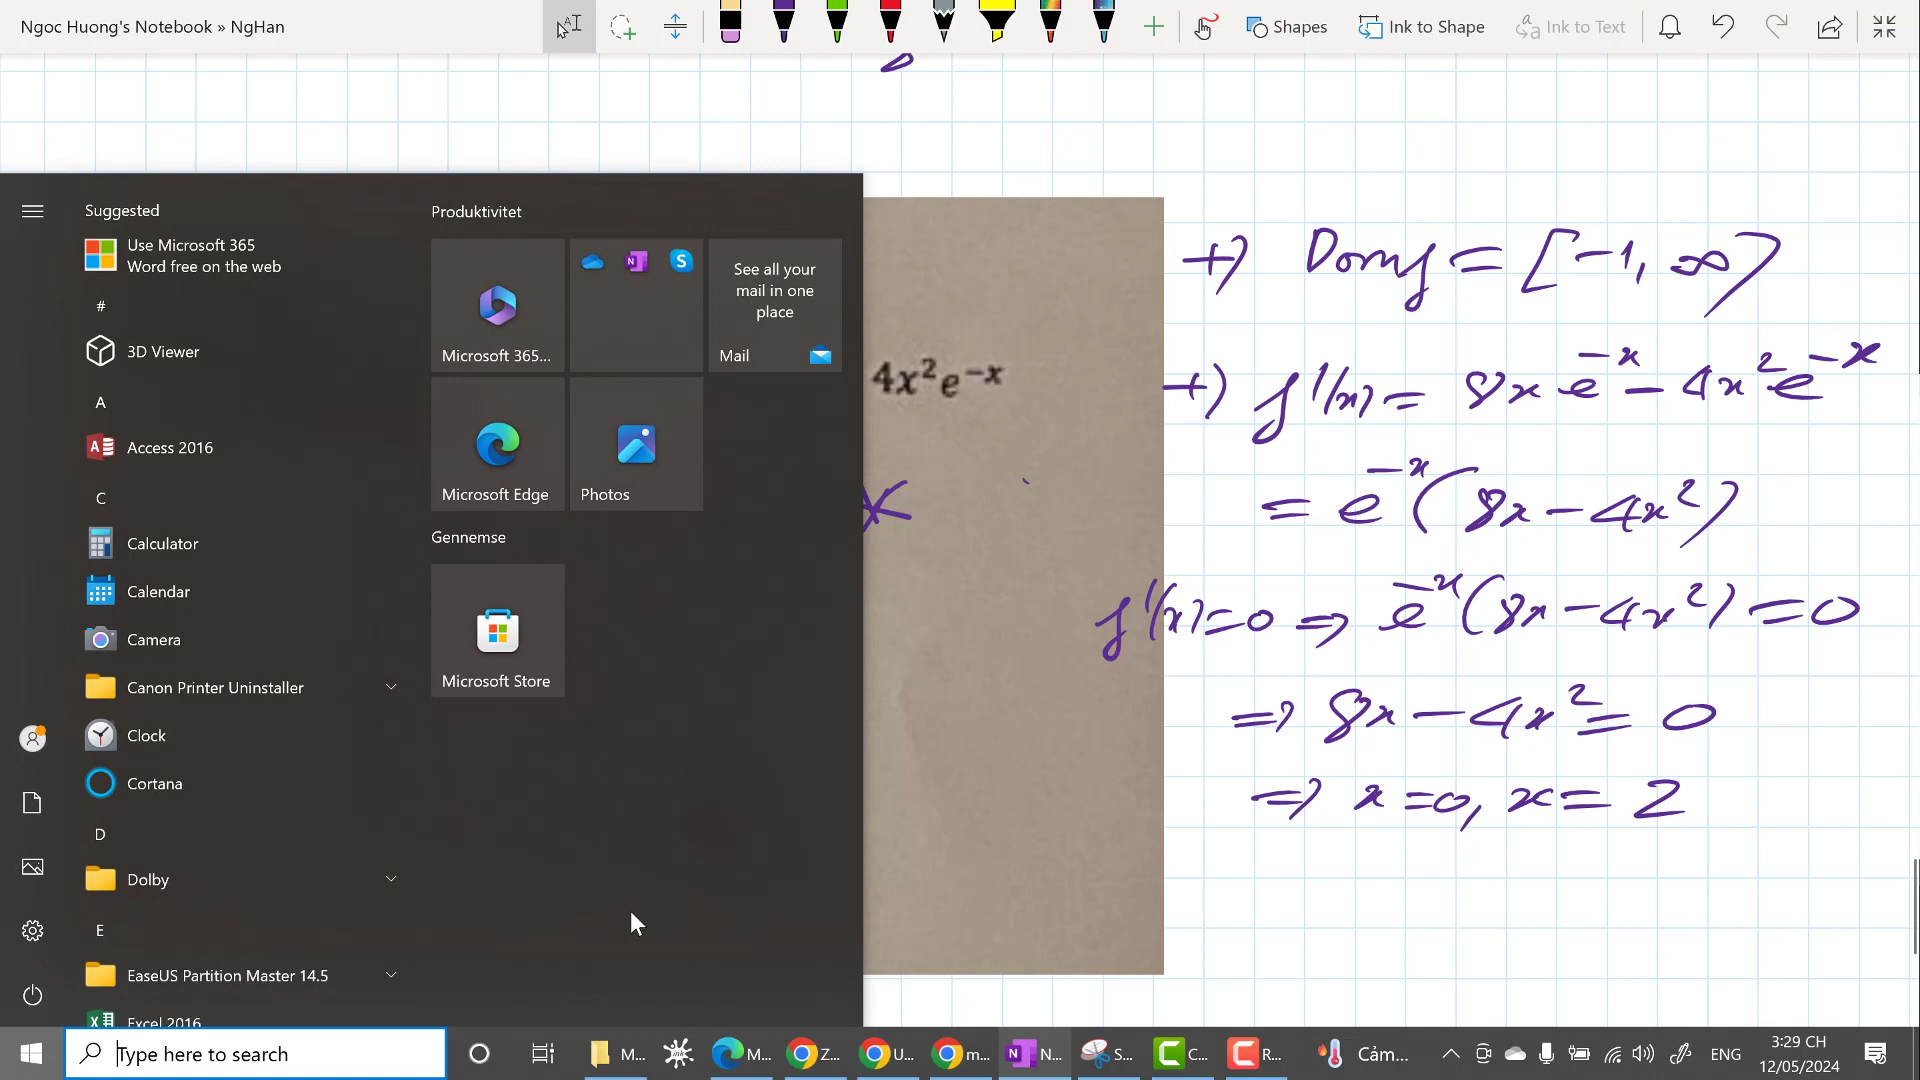 Ngoc Huong's Notebook » NgHan
Shapes
Ink to Shape
Ink to Text
Suggested
Use Microsoft 365
Word free on the web
#
3D Viewer
A
Access 2016
C
Calculator
Calendar
Camera
Canon Printer Uninstaller
Clock
Cortana
D
Dolby
E
EaseUS Partition Master 14.5
Excel 2016
Produktivitet
Microsoft 365...
See all your
mail in one
place
Mail
Microsoft Edge
Photos
Gennemse
Microsoft Store
4x²e⁻ˣ
+) Domf = [-1, ∞)
+) f'(x) = 8x e⁻ˣ - 4x² e⁻ˣ
= e⁻ˣ(8x - 4x²)
f'(x)=0 => e⁻ˣ(8x - 4x²) = 0
=> 8x - 4x² = 0
=> x = 0, x = 2
Type here to search
M...
M...
Z...
U...
m...
N...
S...
C...
R...
Cảm...
ENG
3:29 CH
12/05/2024